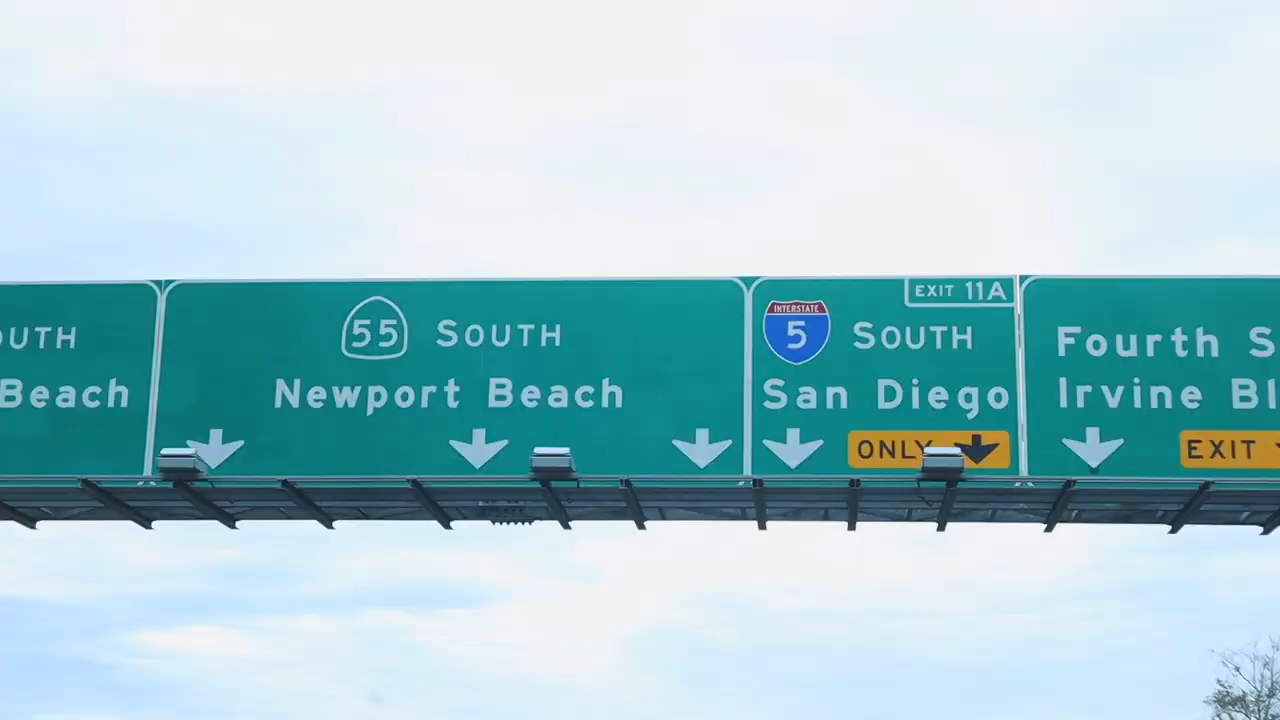 OUTH
Beach
55 SOUTH
Newport Beach
EXIT 11A
INTERSTATE
5 SOUTH
San Diego
ONLY
Fourth S
Irvine Bl
EXIT